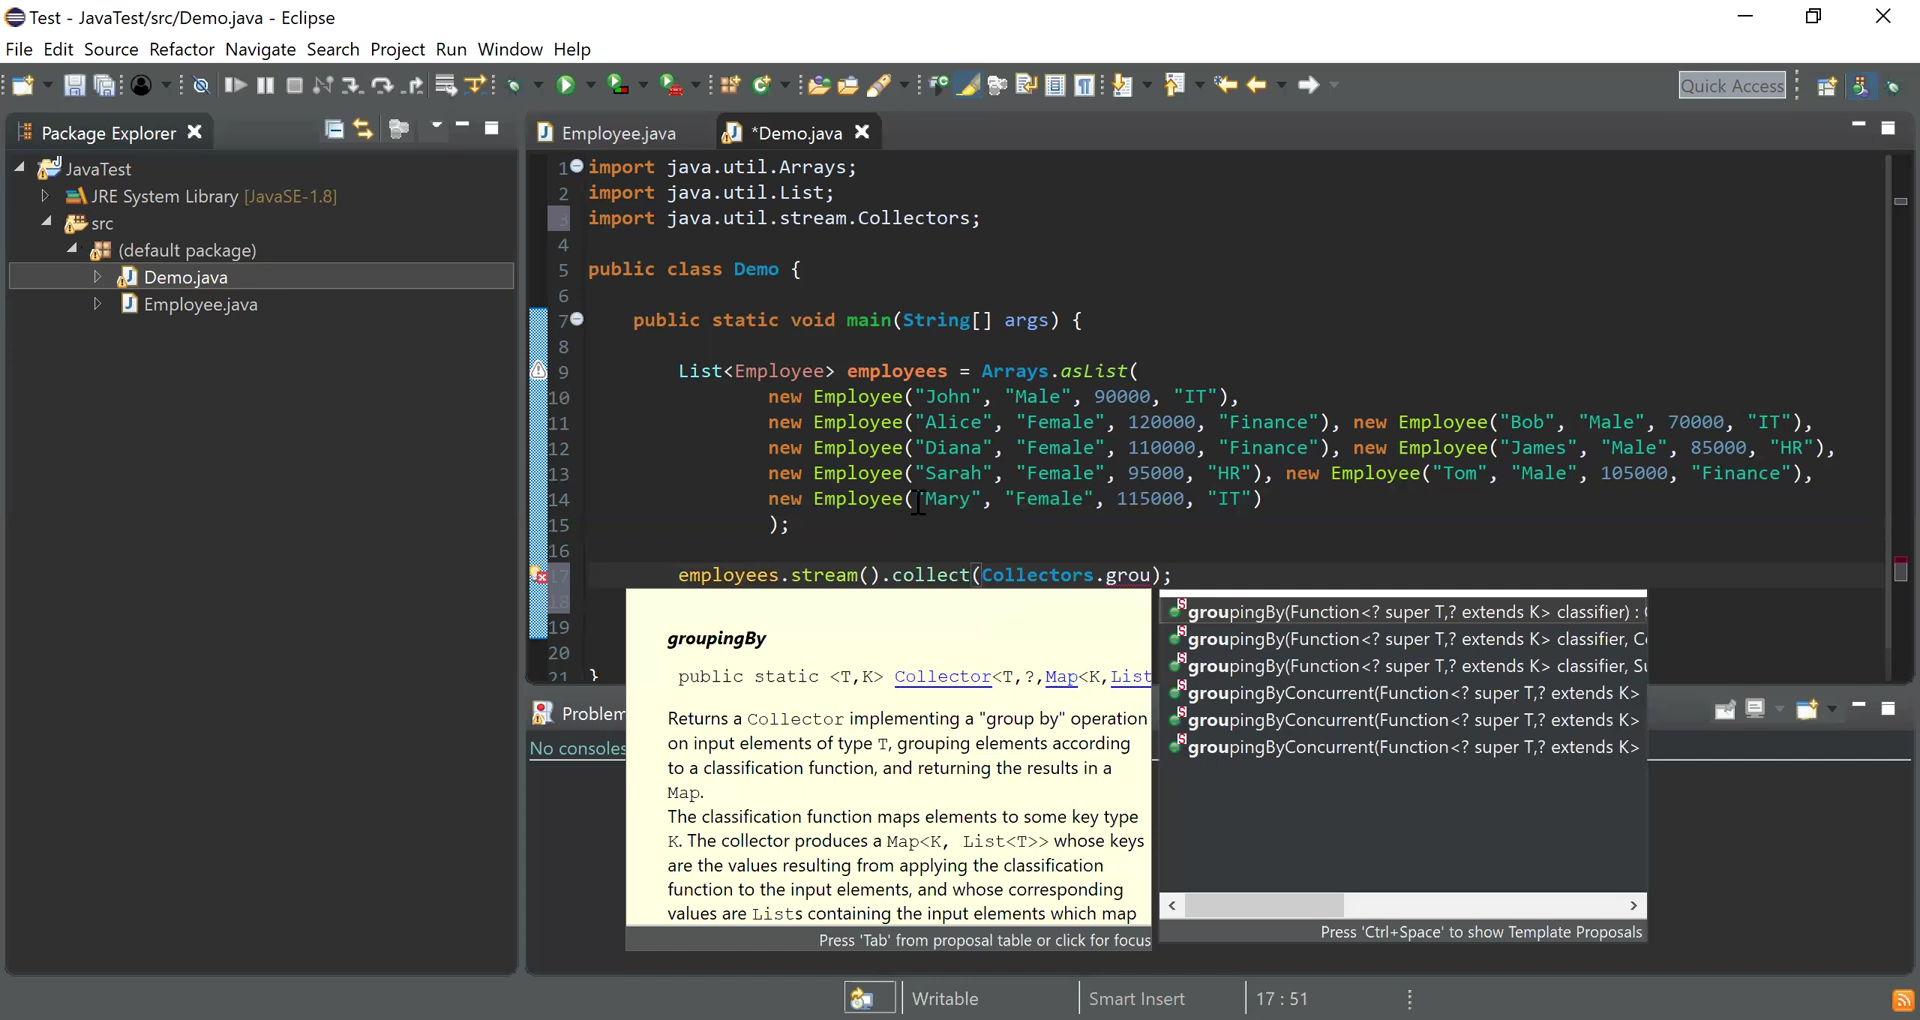 Test - JavaTest/src/Demo.java - Eclipse
File Edit Source Refactor Navigate Search Project Run Window Help
Quick Access
Package Explorer
Employee.java
*Demo.java
JavaTest
JRE System Library [JavaSE-1.8]
src
(default package)
Demo.java
Employee.java
1 import java.util.Arrays;
2 import java.util.List;
3 import java.util.stream.Collectors;
4
5 public class Demo {
6
7 public static void main(String[] args) {
8
9 List<Employee> employees = Arrays.asList(
10 new Employee("John", "Male", 90000, "IT"),
11 new Employee("Alice", "Female", 120000, "Finance"), new Employee("Bob", "Male", 70000, "IT"),
12 new Employee("Diana", "Female", 110000, "Finance"), new Employee("James", "Male", 85000, "HR"),
13 new Employee("Sarah", "Female", 95000, "HR"), new Employee("Tom", "Male", 105000, "Finance"),
14 new Employee("Mary", "Female", 115000, "IT")
15 );
16
17 employees.stream().collect(Collectors.grou);
18
19
20
21 }
groupingBy
public static <T,K> Collector<T,?,Map<K,List
Returns a Collector implementing a "group by" operation
on input elements of type T, grouping elements according
to a classification function, and returning the results in a
Map.
The classification function maps elements to some key type
K. The collector produces a Map<K, List<T>> whose keys
are the values resulting from applying the classification
function to the input elements, and whose corresponding
values are Lists containing the input elements which map
Press 'Tab' from proposal table or click for focus
groupingBy(Function<? super T,? extends K> classifier) :
groupingBy(Function<? super T,? extends K> classifier, C
groupingBy(Function<? super T,? extends K> classifier, Su
groupingByConcurrent(Function<? super T,? extends K>
groupingByConcurrent(Function<? super T,? extends K>
groupingByConcurrent(Function<? super T,? extends K>
Press 'Ctrl+Space' to show Template Proposals
Problem
No consoles
Writable
Smart Insert
17 : 51